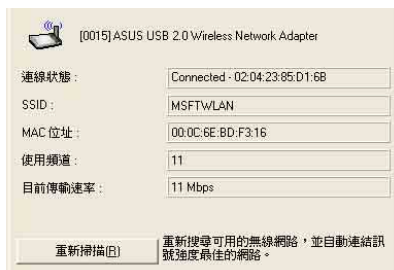 [0015] ASUS USB 2.0 Wireless Network Adapter
連線狀態：
Connected - 02:04:23:85:D1:6B
SSID：
MSFTWLAN
MAC 位址：
00:0C:6E:BD:F3:16
使用頻道：
11
目前傳輸速率：
11 Mbps
重新掃描(R)
重新搜尋可用的無線網路，並自動連結訊
號強度最佳的網路。